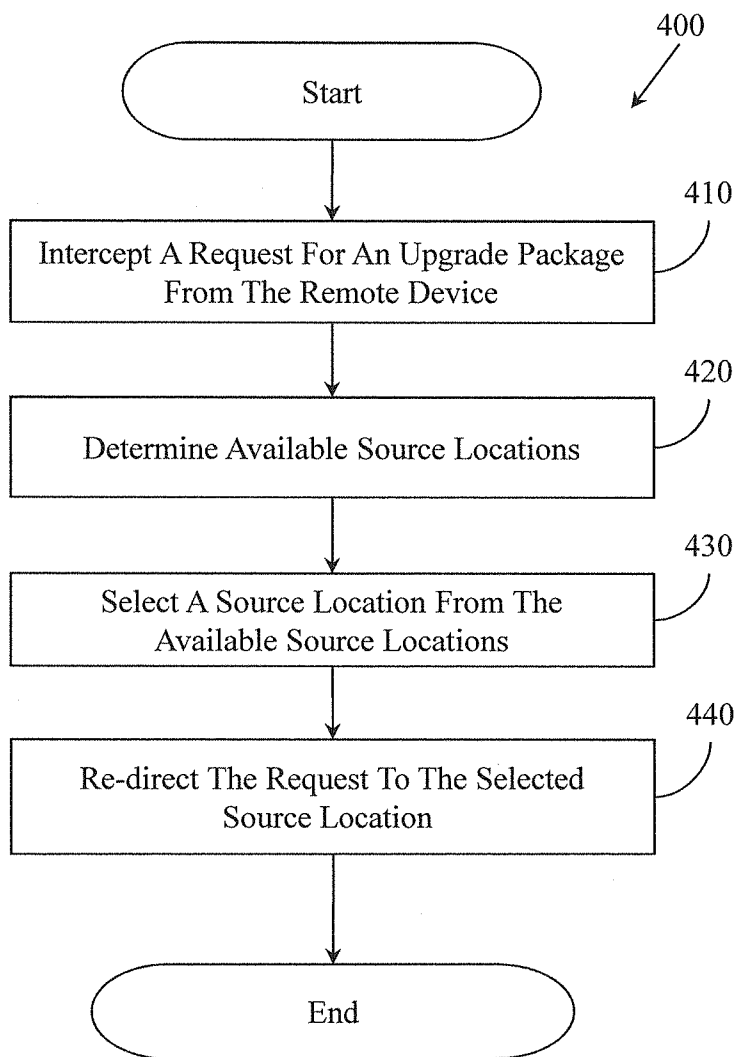 400
Start
410
Intercept A Request For An Upgrade Package
From The Remote Device
420
Determine Available Source Locations
430
Select A Source Location From The
Available Source Locations
440
Re-direct The Request To The Selected
Source Location
End